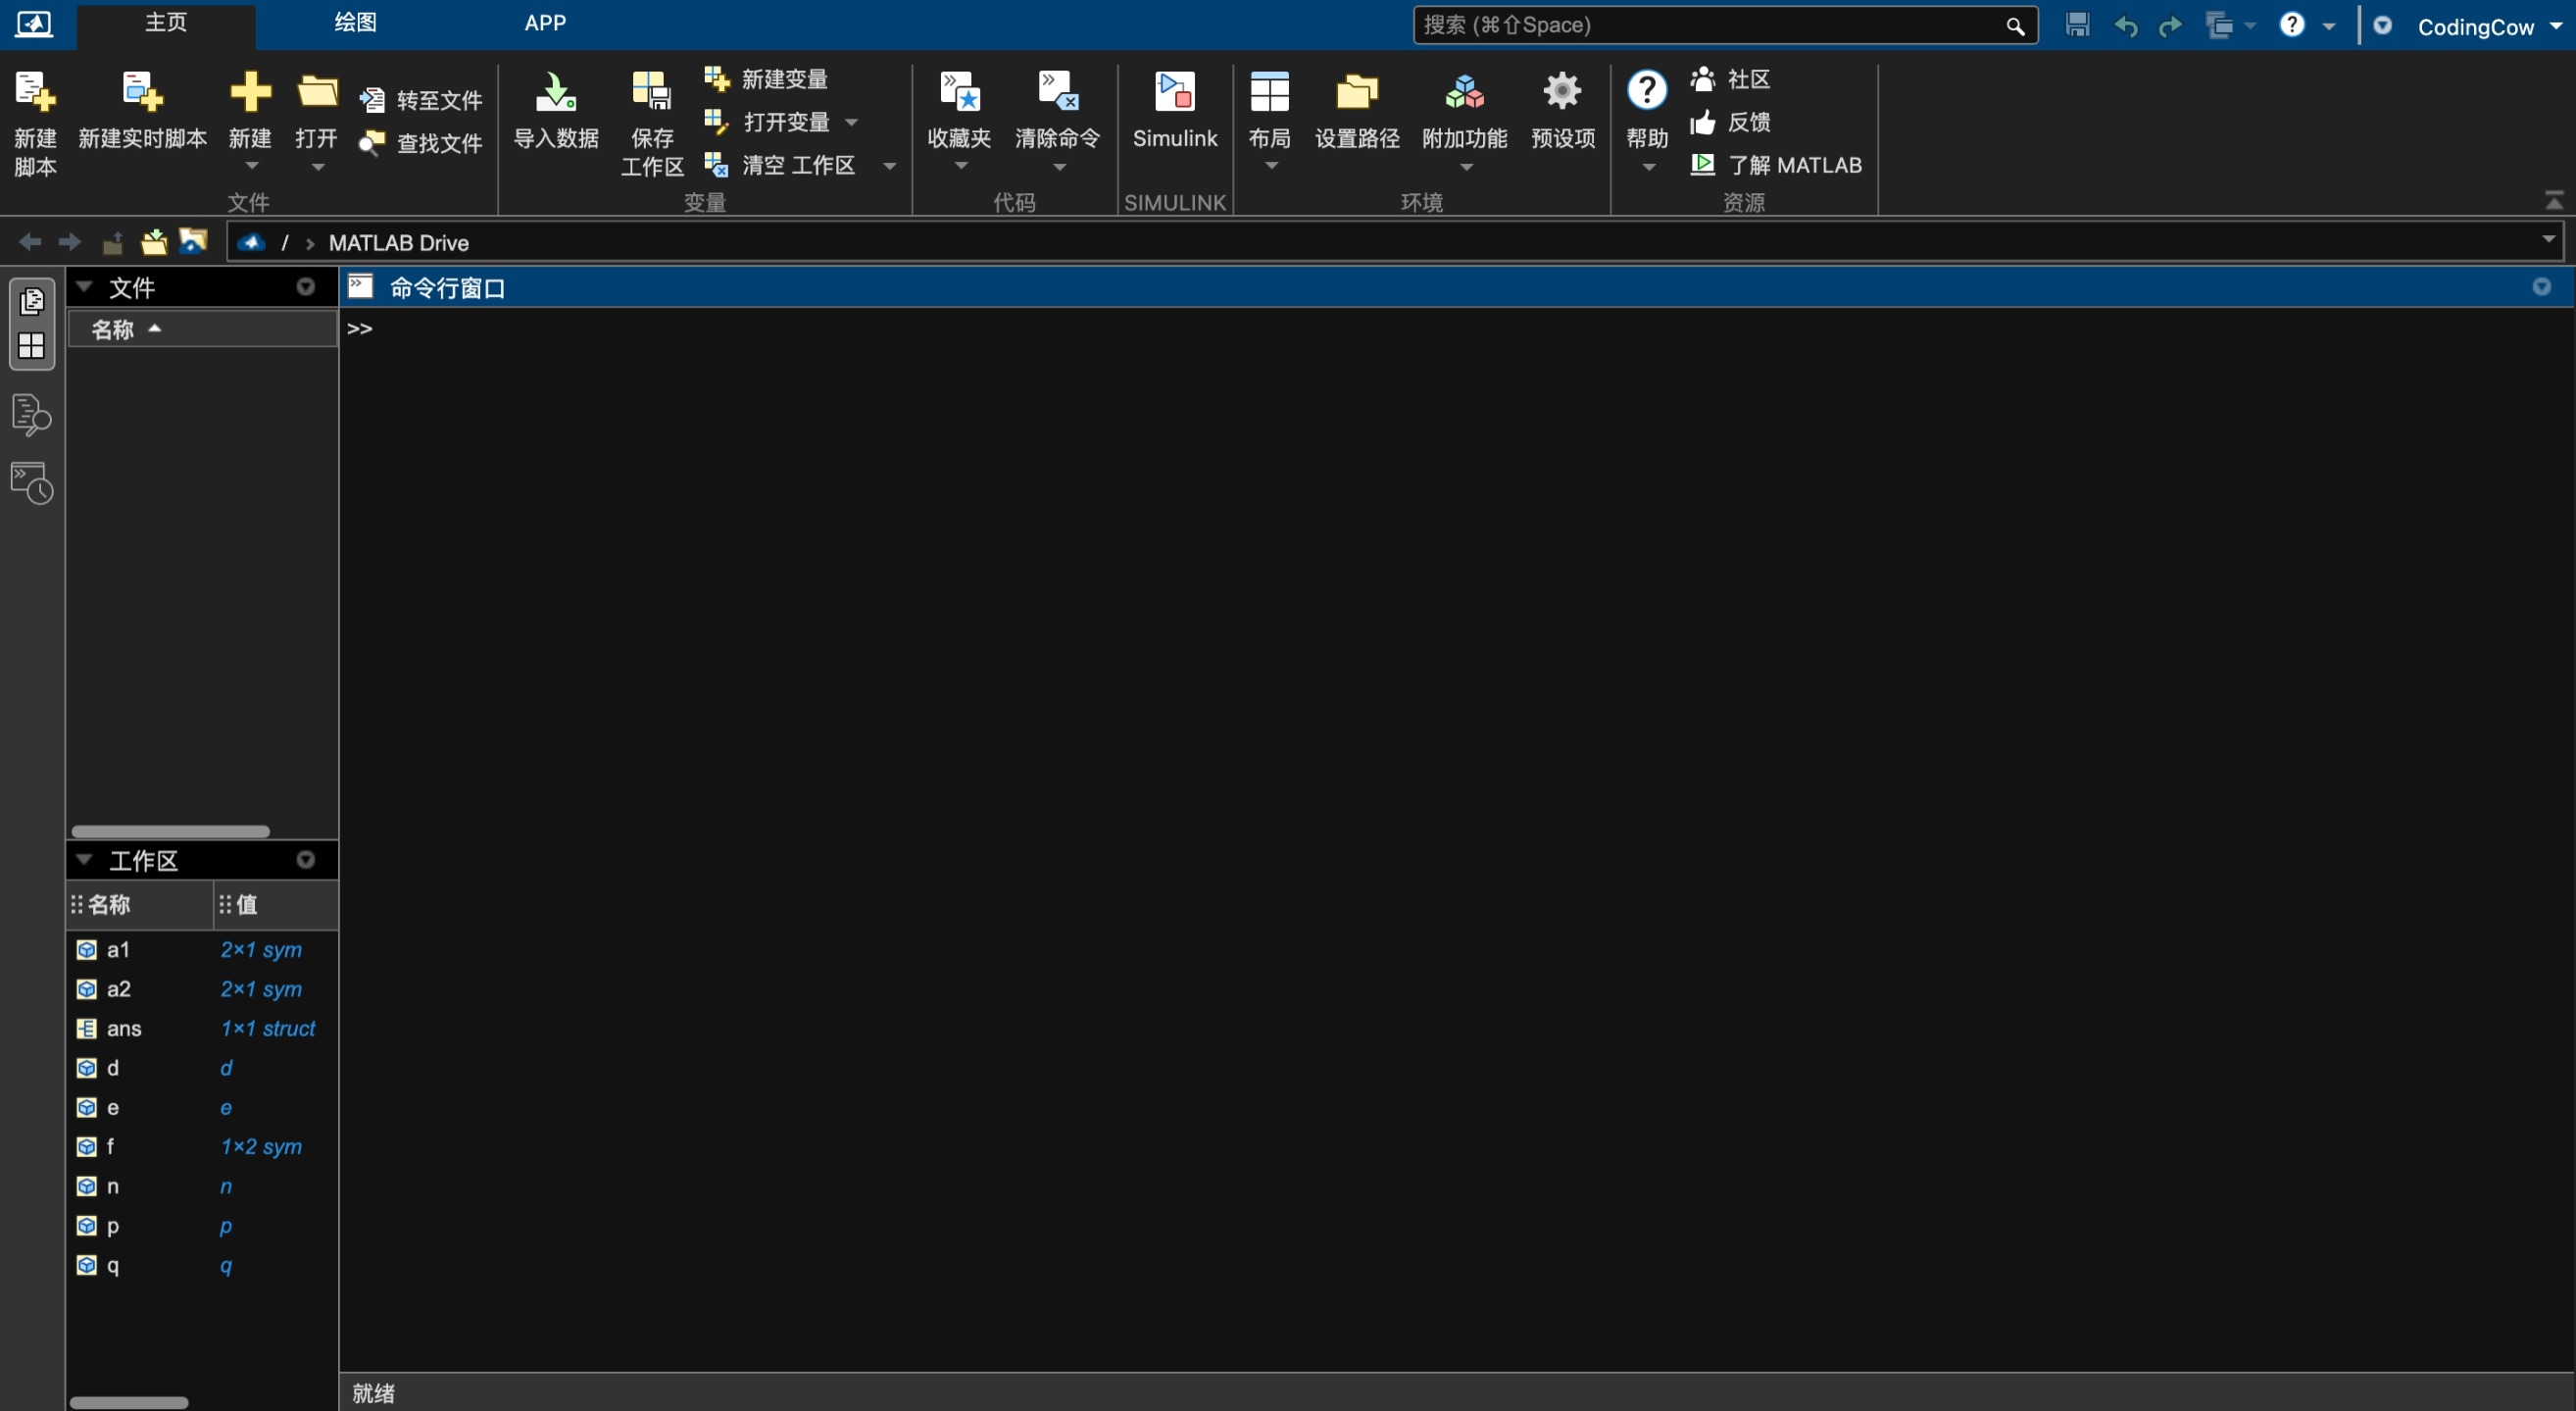 主页 绘图 APP 搜索 (⌘⇧Space) CodingCow
新建脚本 新建实时脚本 新建 打开 转至文件 查找文件
文件
导入数据 保存工作区 新建变量 打开变量 清空 工作区
变量
收藏夹 清除命令
代码
Simulink
SIMULINK
布局 设置路径 附加功能 预设项
环境
帮助 社区 反馈 了解 MATLAB
资源
/ › MATLAB Drive
文件
名称
命令行窗口
>>
工作区
名称 值
a1 2×1 sym
a2 2×1 sym
ans 1×1 struct
d d
e e
f 1×2 sym
n n
p p
q q
就绪